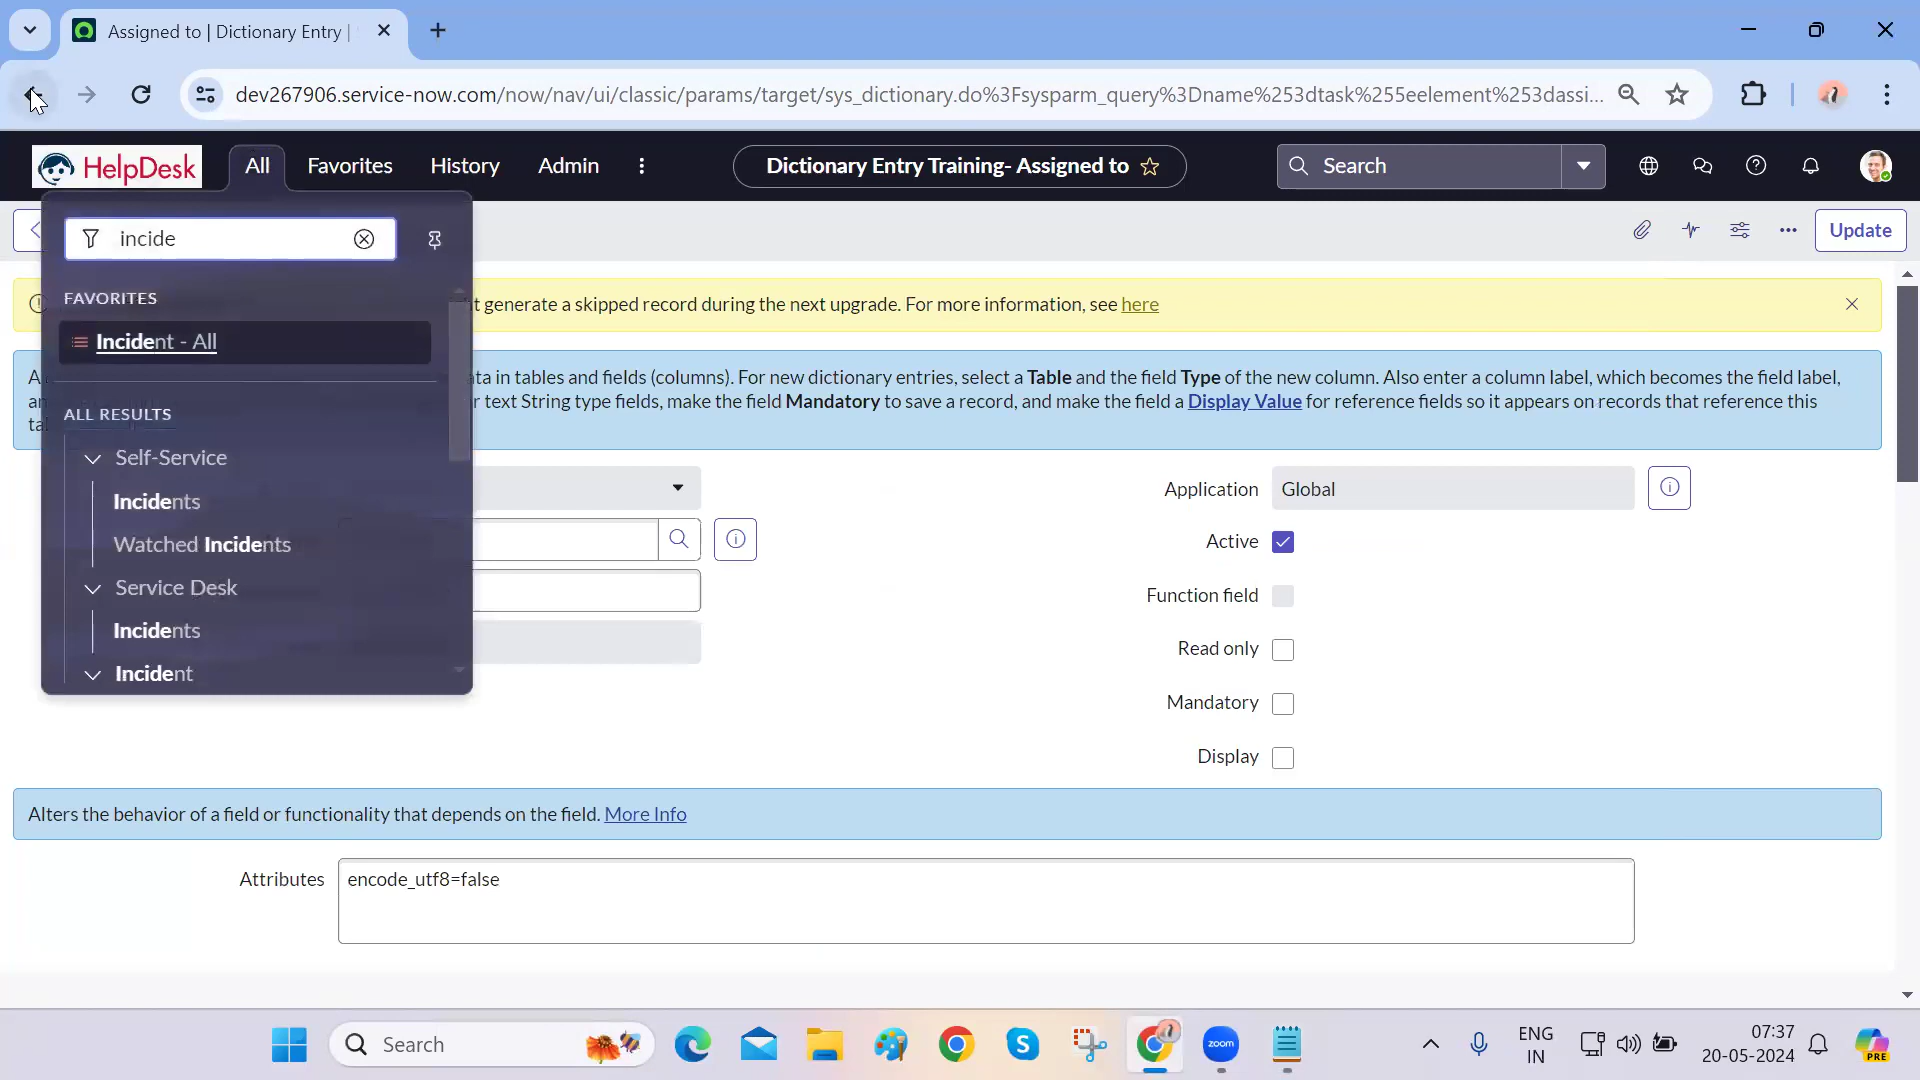 Assigned to | Dictionary Entry |
dev267906.service-now.com/now/nav/ui/classic/params/target/sys_dictionary.do%3Fsysparm_query%3Dname%253dtask%255eelement%253dassi...
HelpDesk
All
Favorites
History
Admin
Dictionary Entry Training- Assigned to
Search
incide
Update
FAVORITES
Incident - All
t generate a skipped record during the next upgrade. For more information, see here
ata in tables and fields (columns). For new dictionary entries, select a Table and the field Type of the new column. Also enter a column label, which becomes the field label,
r text String type fields, make the field Mandatory to save a record, and make the field a Display Value for reference fields so it appears on records that reference this
ALL RESULTS
Self-Service
Incidents
Watched Incidents
Service Desk
Incidents
Incident
Application
Global
Active
Function field
Read only
Mandatory
Display
Alters the behavior of a field or functionality that depends on the field. More Info
Attributes
encode_utf8=false
Search
zoom
ENG
IN
07:37
20-05-2024
PRE